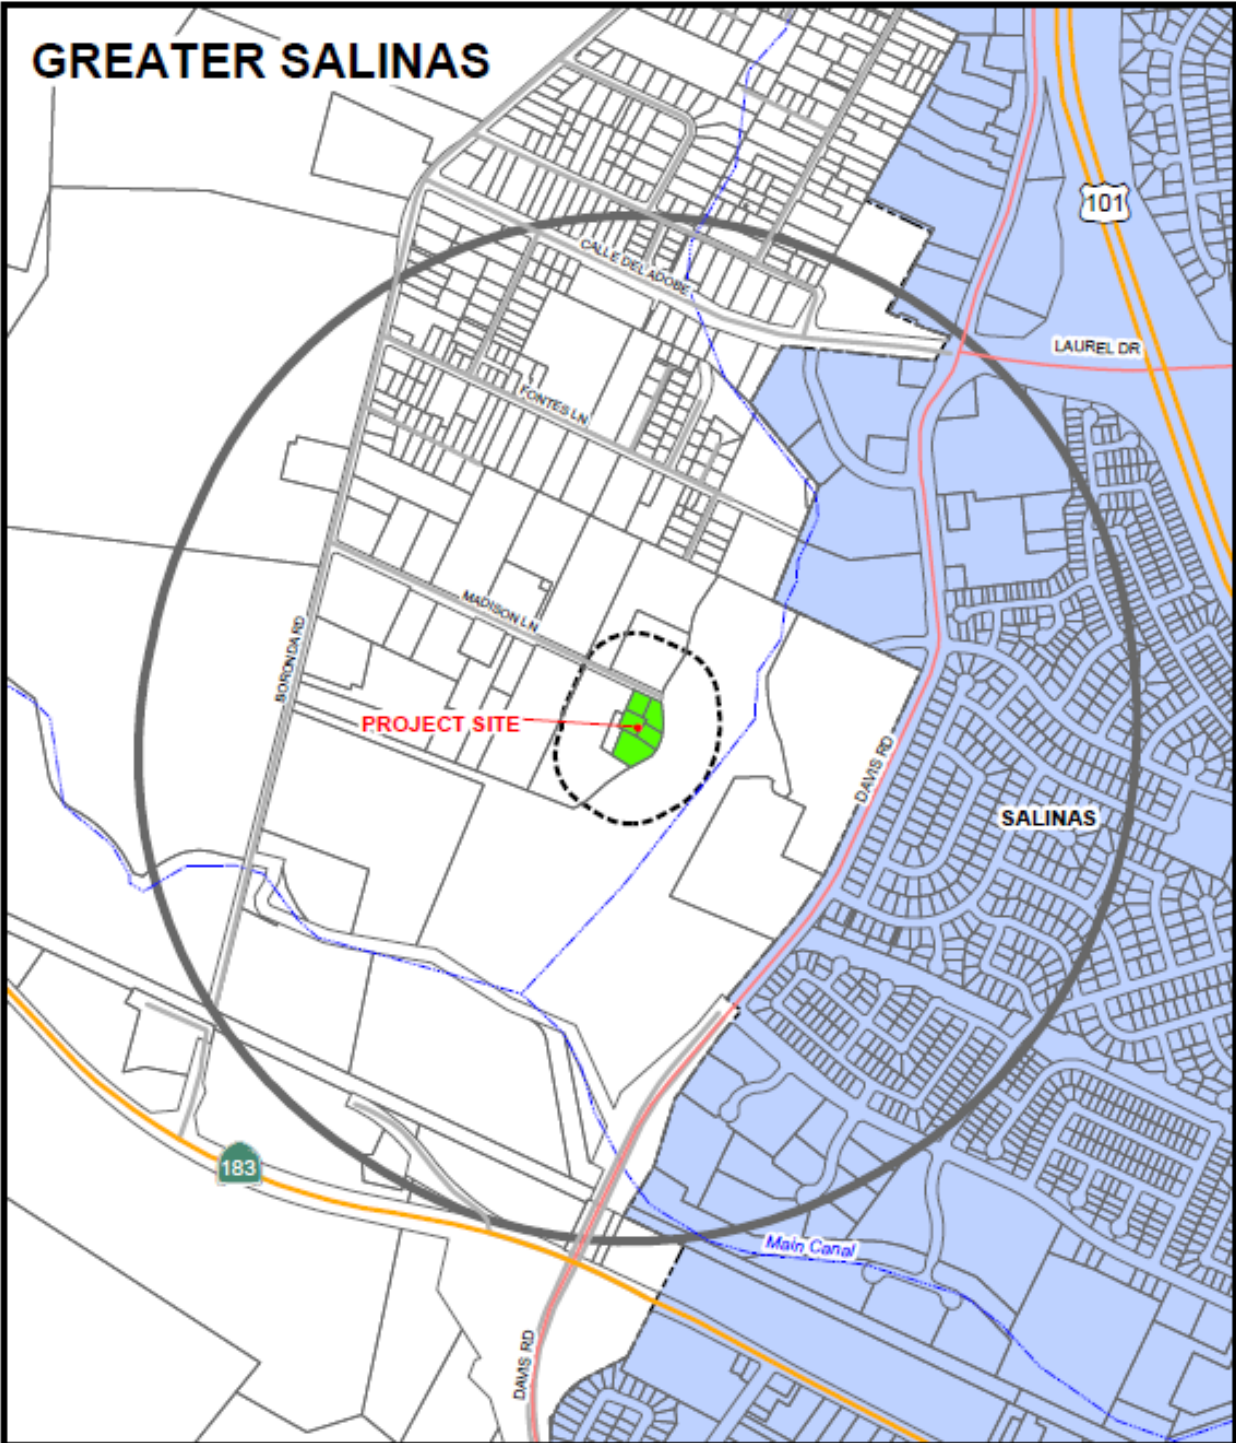 GREATER SALINAS
101
CALLE DEL ADOBE
LAUREL DR
FONTES LN
MADISON LN
BORONDA RD
PROJECT SITE
DAVIS RD
SALINAS
183
Main Canal
DAVIS RD